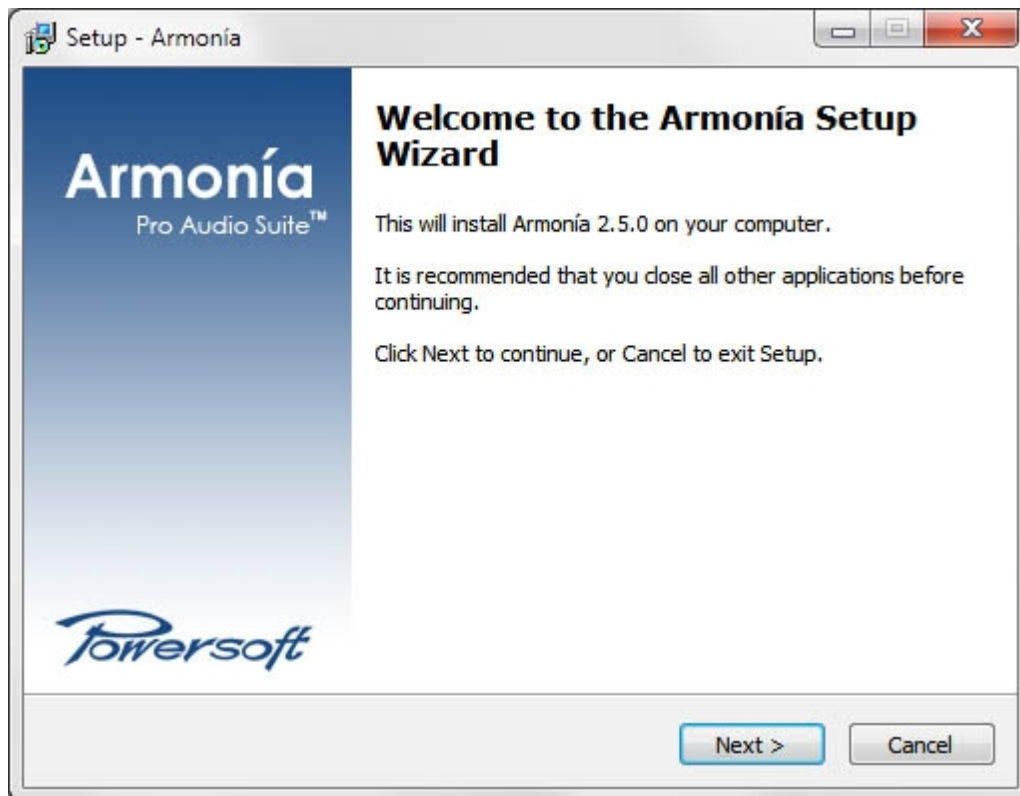 Setup - Armonía
Armonía
Pro Audio Suite™
Welcome to the Armonía Setup
Wizard
This will install Armonía 2.5.0 on your computer.
It is recommended that you close all other applications before
continuing.
Click Next to continue, or Cancel to exit Setup.
Powersoft
Next >
Cancel